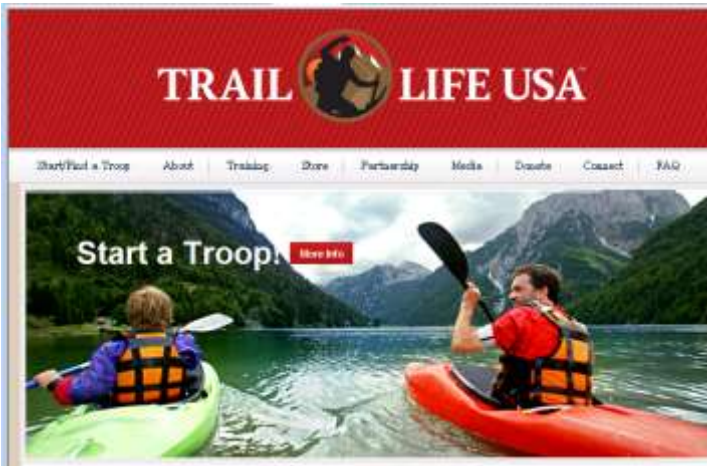 TRAIL LIFE USA
Start/Find a Troop About Training Store Partnership Media Donate Connect FAQ
Start a Troop! More Info